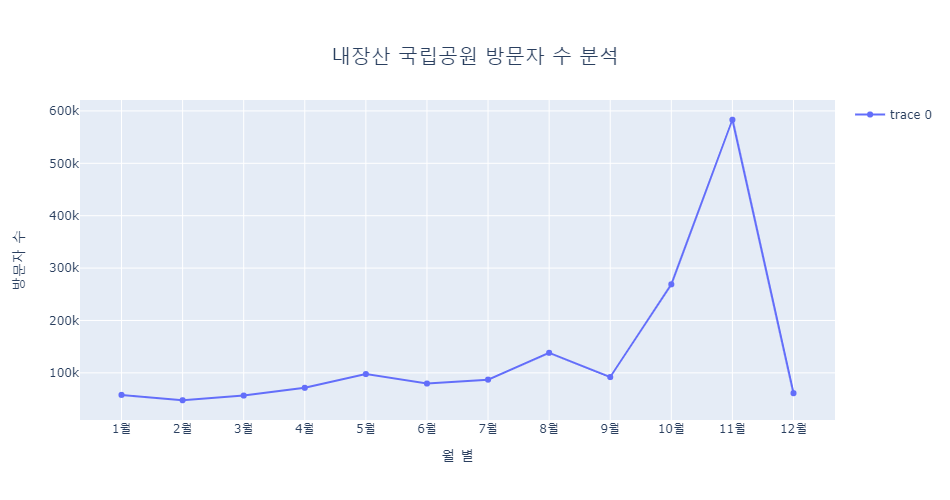 내장산 국립공원 방문자 수 분석
trace 0
방문자 수
600k
500k
400k
300k
200k
100k
1월 2월 3월 4월 5월 6월 7월 8월 9월 10월 11월 12월
월 별